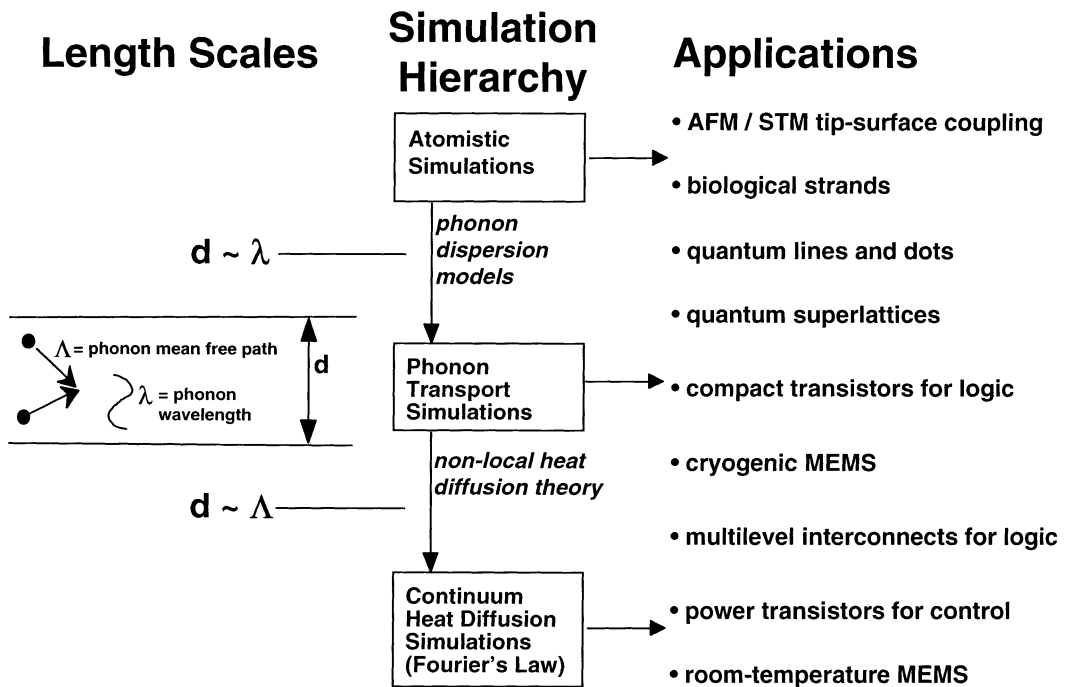 Length Scales
Simulation
Hierarchy
Applications
Atomistic
Simulations
• AFM / STM tip-surface coupling
• biological strands
phonon
dispersion
models
d ~ λ
• quantum lines and dots
• quantum superlattices
Λ = phonon mean free path
λ = phonon
wavelength
d
Phonon
Transport
Simulations
• compact transistors for logic
• cryogenic MEMS
non-local heat
diffusion theory
d ~ Λ
• multilevel interconnects for logic
Continuum
Heat Diffusion
Simulations
(Fourier's Law)
• power transistors for control
• room-temperature MEMS